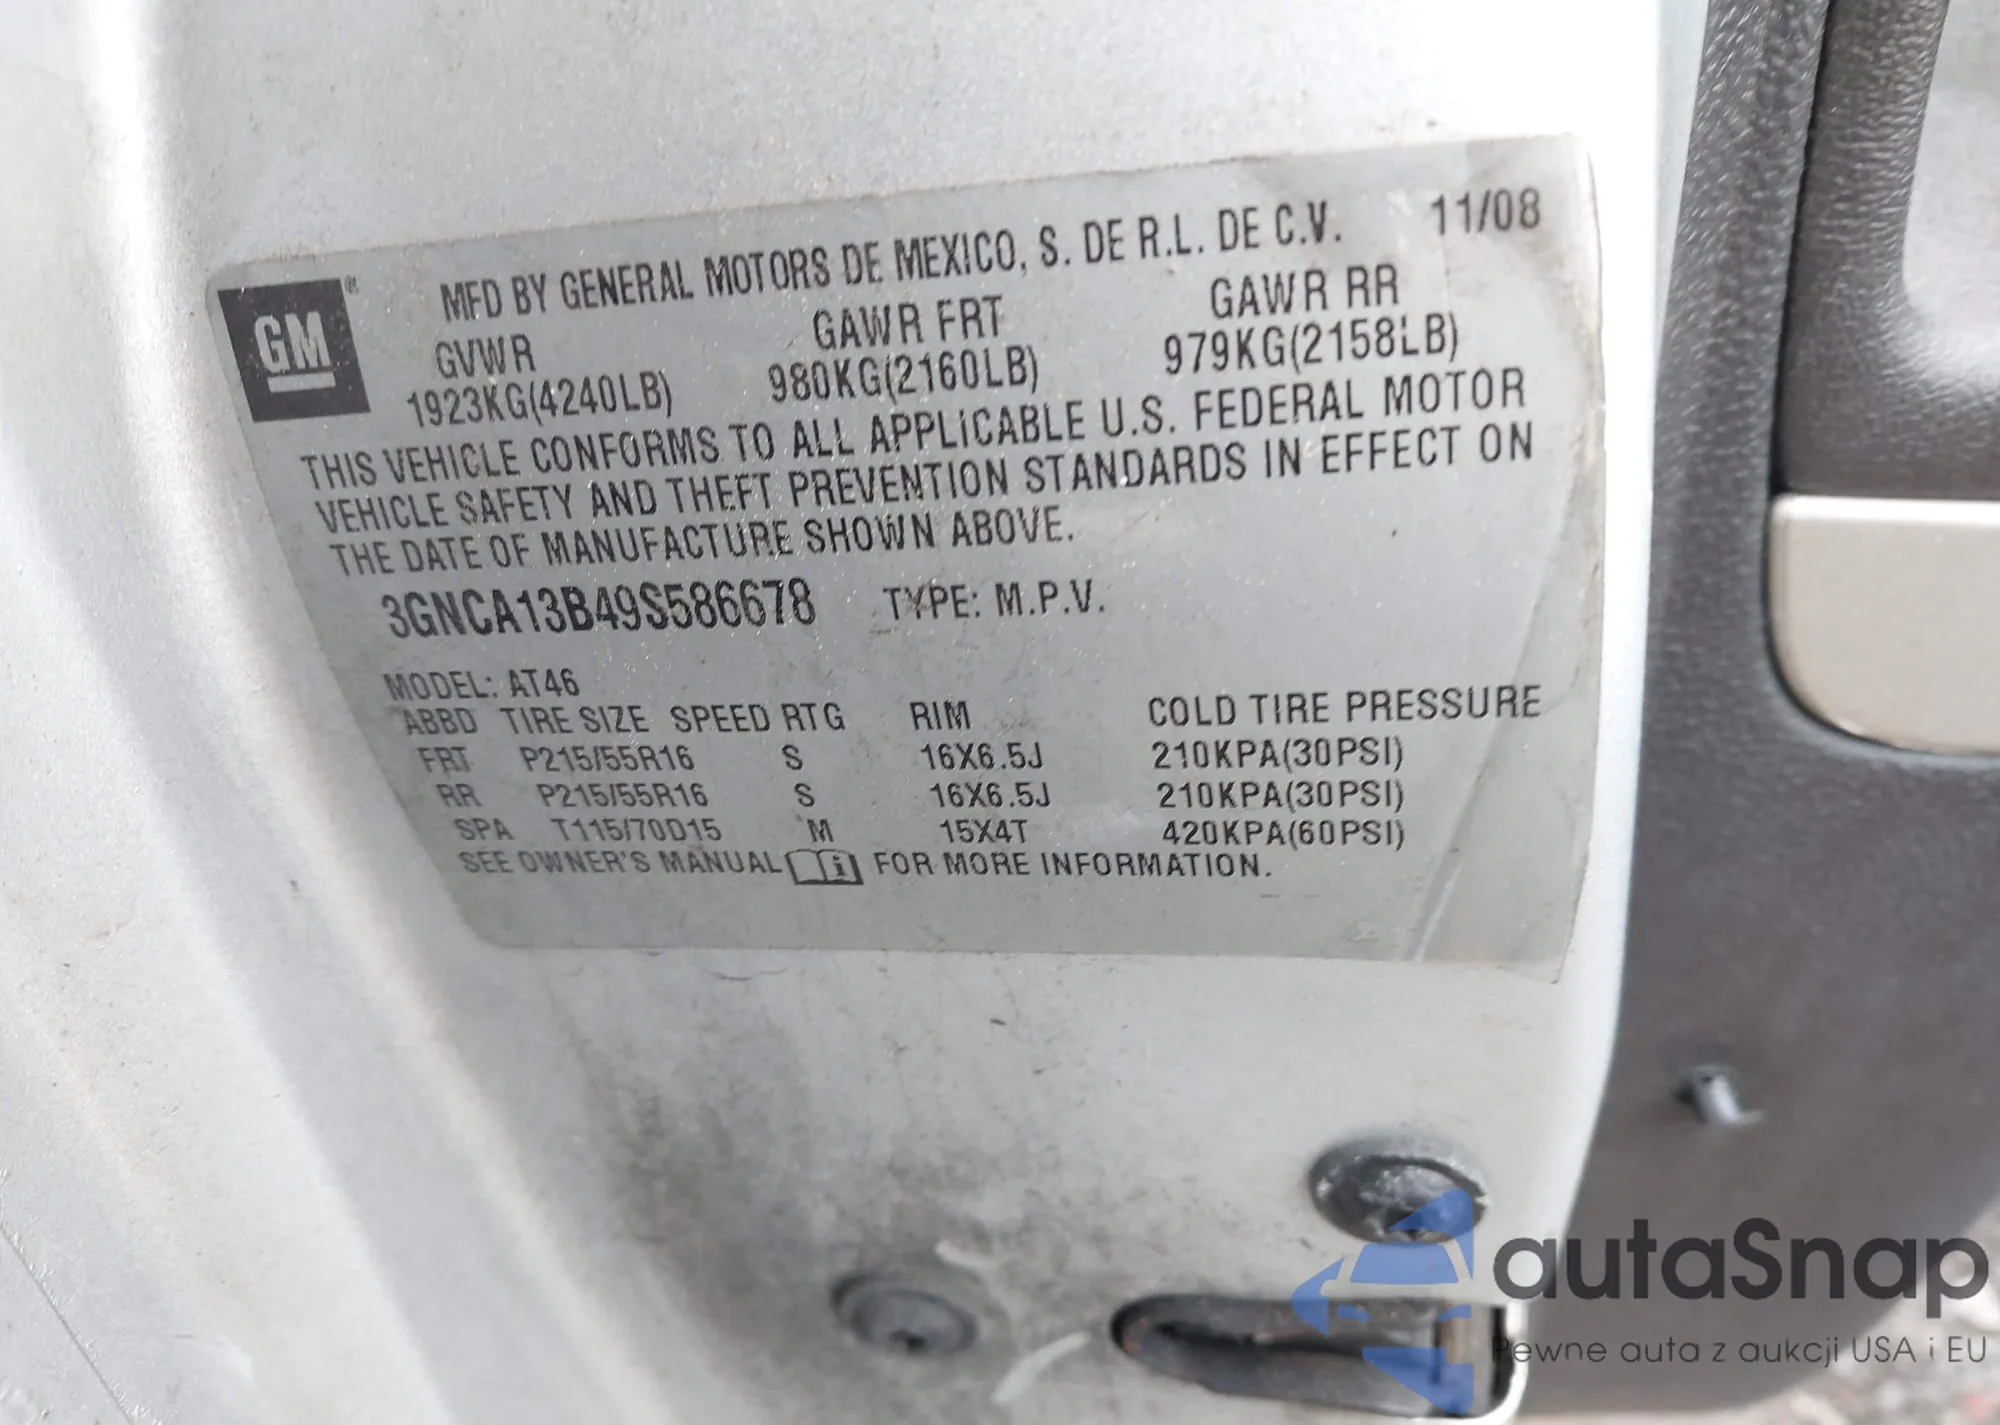 MFD BY GENERAL MOTORS DE MEXICO, S. DE R.L. DE C.V. 11/08
GM ®
GVWR GAWR FRT GAWR RR
1923KG(4240LB) 980KG(2160LB) 979KG(2158LB)
THIS VEHICLE CONFORMS TO ALL APPLICABLE U.S. FEDERAL MOTOR
VEHICLE SAFETY AND THEFT PREVENTION STANDARDS IN EFFECT ON
THE DATE OF MANUFACTURE SHOWN ABOVE.
3GNCA13B49S586678 TYPE: M.P.V.
MODEL: AT46
ABBD TIRE SIZE SPEED RTG RIM COLD TIRE PRESSURE
FRT P215/55R16 S 16X6.5J 210KPA(30PSI)
RR P215/55R16 S 16X6.5J 210KPA(30PSI)
SPA T115/70D15 M 15X4T 420KPA(60PSI)
SEE OWNER'S MANUAL i FOR MORE INFORMATION.
autaSnap
Pewne auta z aukcji USA i EU